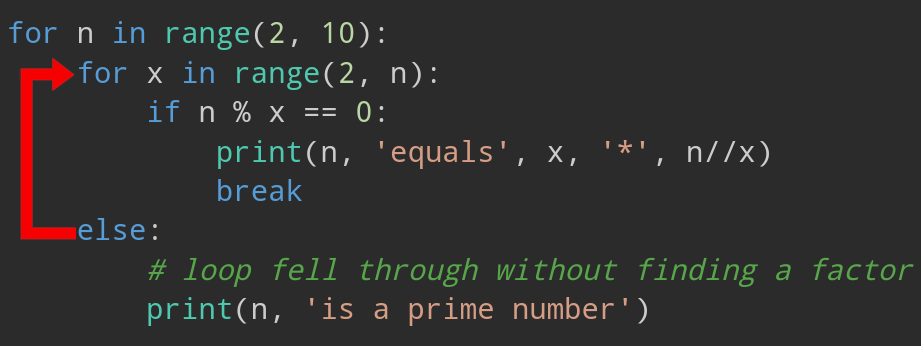 for n in range(2, 10):
    for x in range(2, n):
        if n % x == 0:
            print(n, 'equals', x, '*', n//x)
            break
    else:
        # loop fell through without finding a factor
        print(n, 'is a prime number')